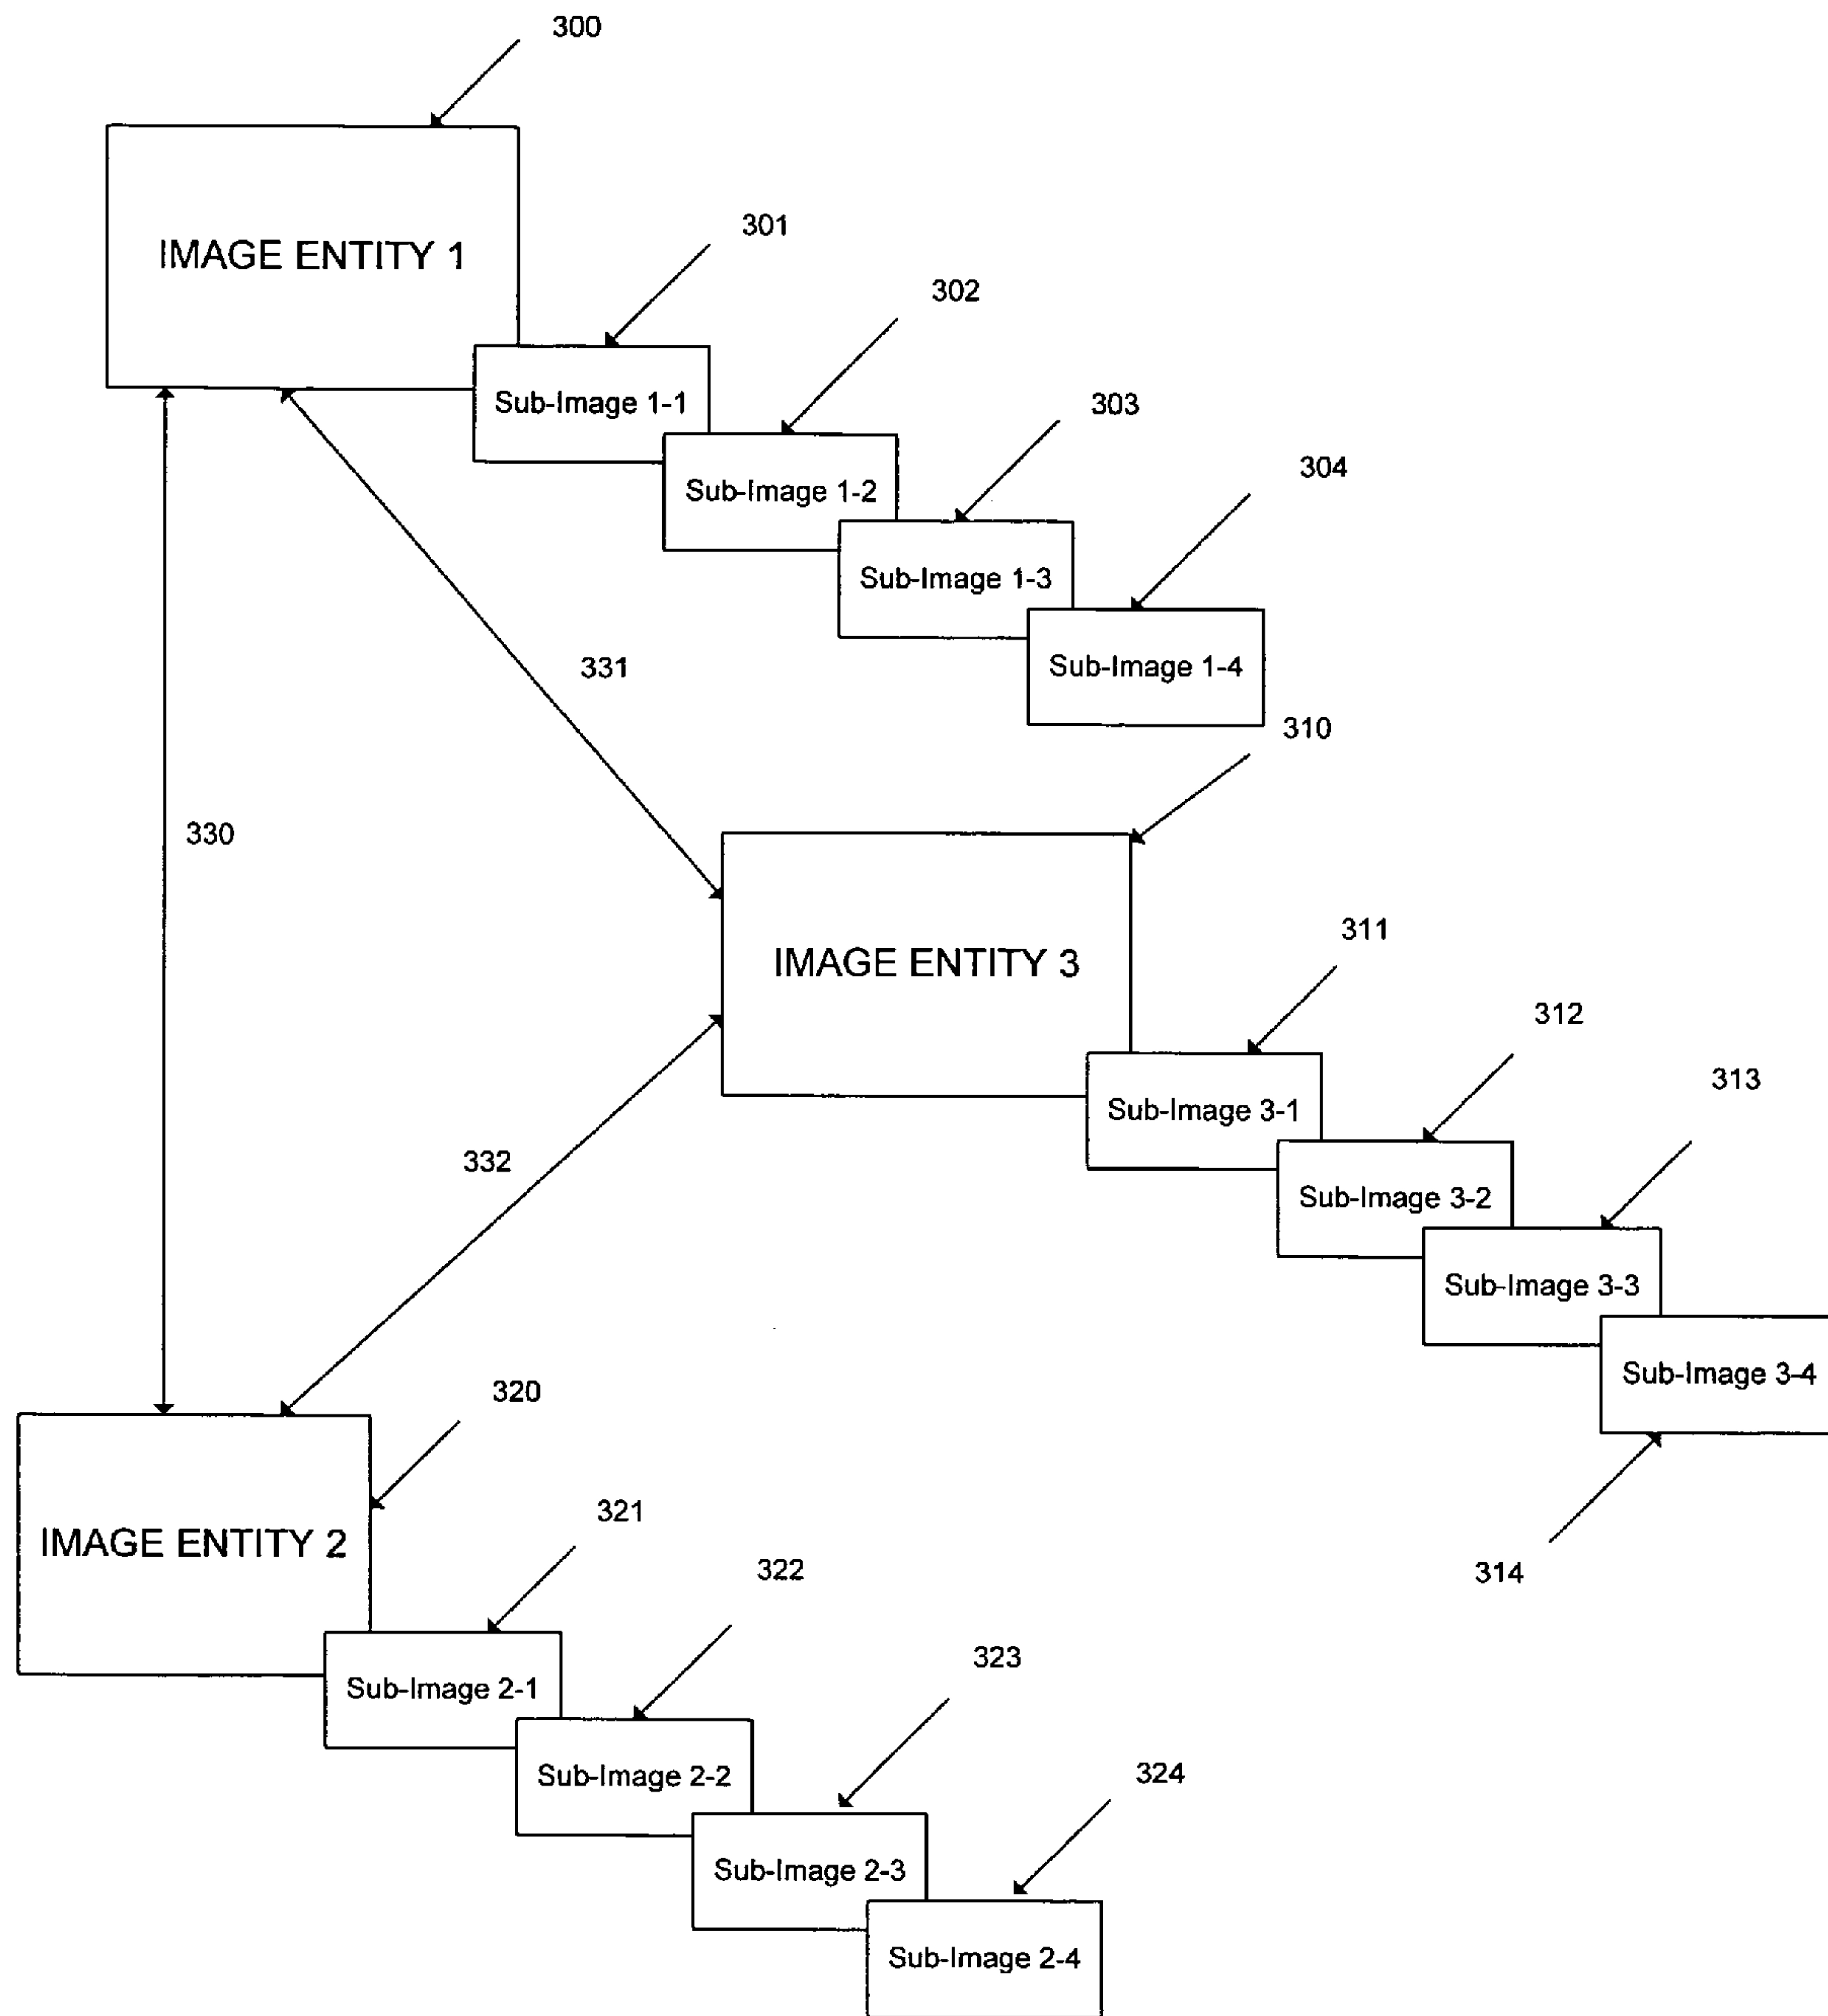 300
IMAGE ENTITY 1
301
Sub-Image 1-1
302
Sub-Image 1-2
303
Sub-Image 1-3
304
Sub-Image 1-4
331
330
310
IMAGE ENTITY 3
311
Sub-Image 3-1
312
Sub-Image 3-2
313
Sub-Image 3-3
Sub-Image 3-4
314
332
320
IMAGE ENTITY 2
321
Sub-Image 2-1
322
Sub-Image 2-2
323
Sub-Image 2-3
324
Sub-Image 2-4